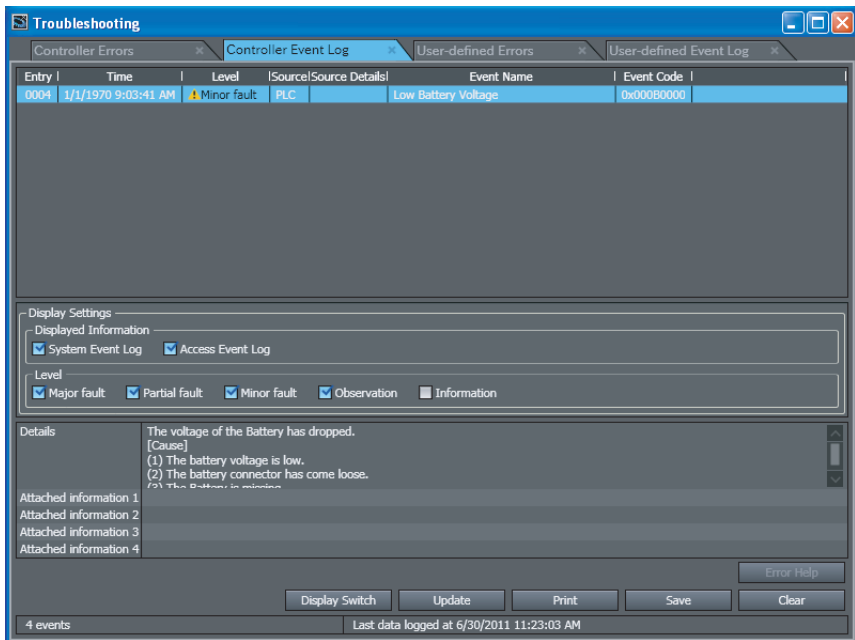 Troubleshooting
Controller Errors
Controller Event Log
User-defined Errors
User-defined Event Log
Entry Time Level Source Source Details Event Name Event Code
0004 1/1/1970 9:03:41 AM Minor fault PLC Low Battery Voltage 0x000B0000
Display Settings
Displayed Information
System Event Log Access Event Log
Level
Major fault Partial fault Minor fault Observation Information
Details The voltage of the Battery has dropped.
[Cause]
(1) The battery voltage is low.
(2) The battery connector has come loose.
(3) The Battery is missing.
Attached information 1
Attached information 2
Attached information 3
Attached information 4
Error Help
Display Switch Update Print Save Clear
4 events Last data logged at 6/30/2011 11:23:03 AM